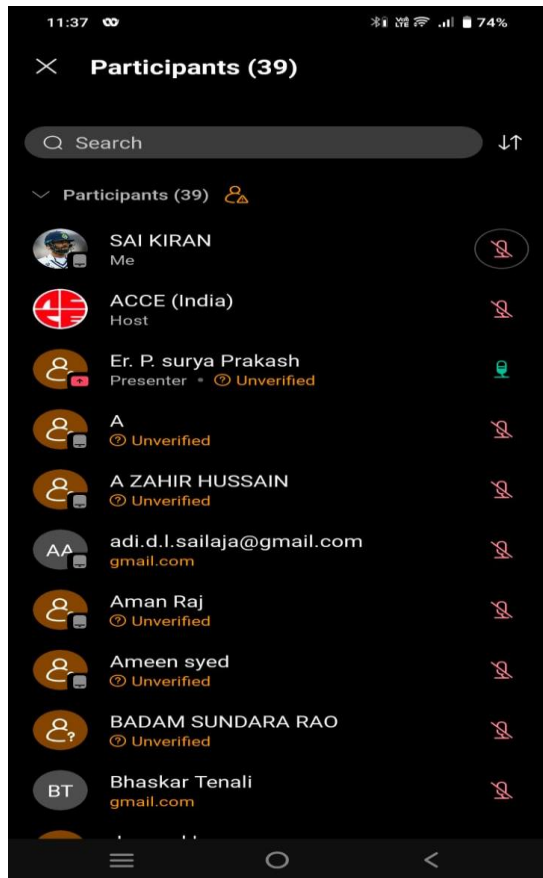 11:37 74%
Participants (39)
Search
Participants (39)
SAI KIRAN
Me
ACCE (India)
Host
Er. P. surya Prakash
Presenter • Unverified
A
Unverified
A ZAHIR HUSSAIN
Unverified
AA adi.d.l.sailaja@gmail.com
gmail.com
Aman Raj
Unverified
Ameen syed
Unverified
BADAM SUNDARA RAO
Unverified
BT Bhaskar Tenali
gmail.com